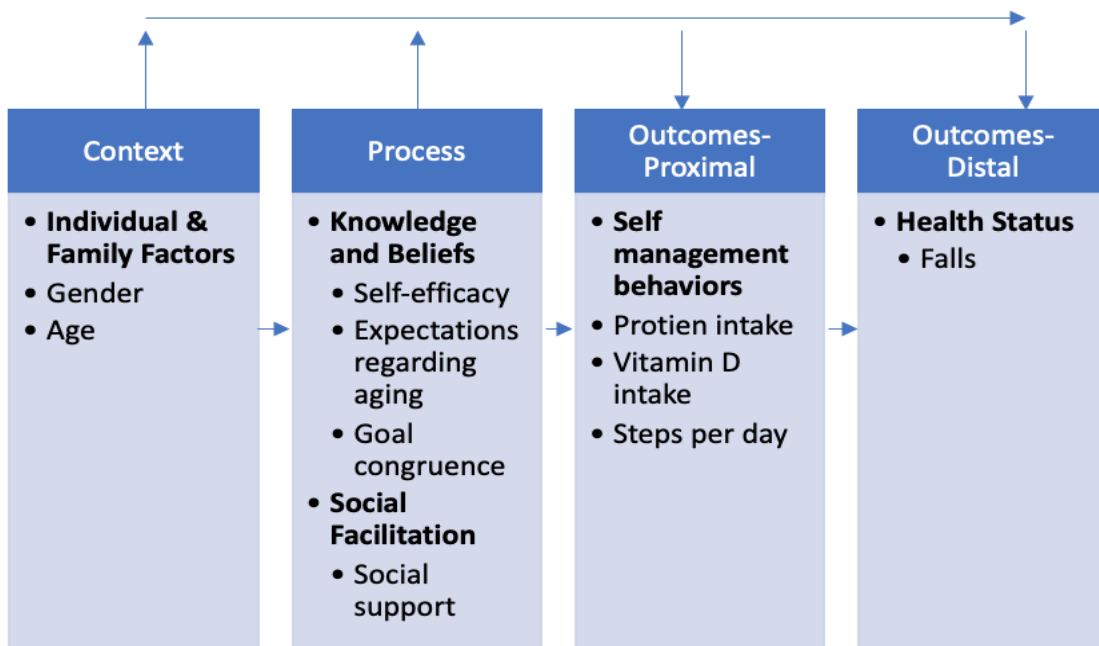 Context
• Individual &
Family Factors
• Gender
• Age
Process
• Knowledge
and Beliefs
• Self-efficacy
• Expectations
regarding
aging
• Goal
congruence
• Social
Facilitation
• Social
support
Outcomes-
Proximal
• Self
management
behaviors
• Protien intake
• Vitamin D
intake
• Steps per day
Outcomes-
Distal
• Health Status
• Falls